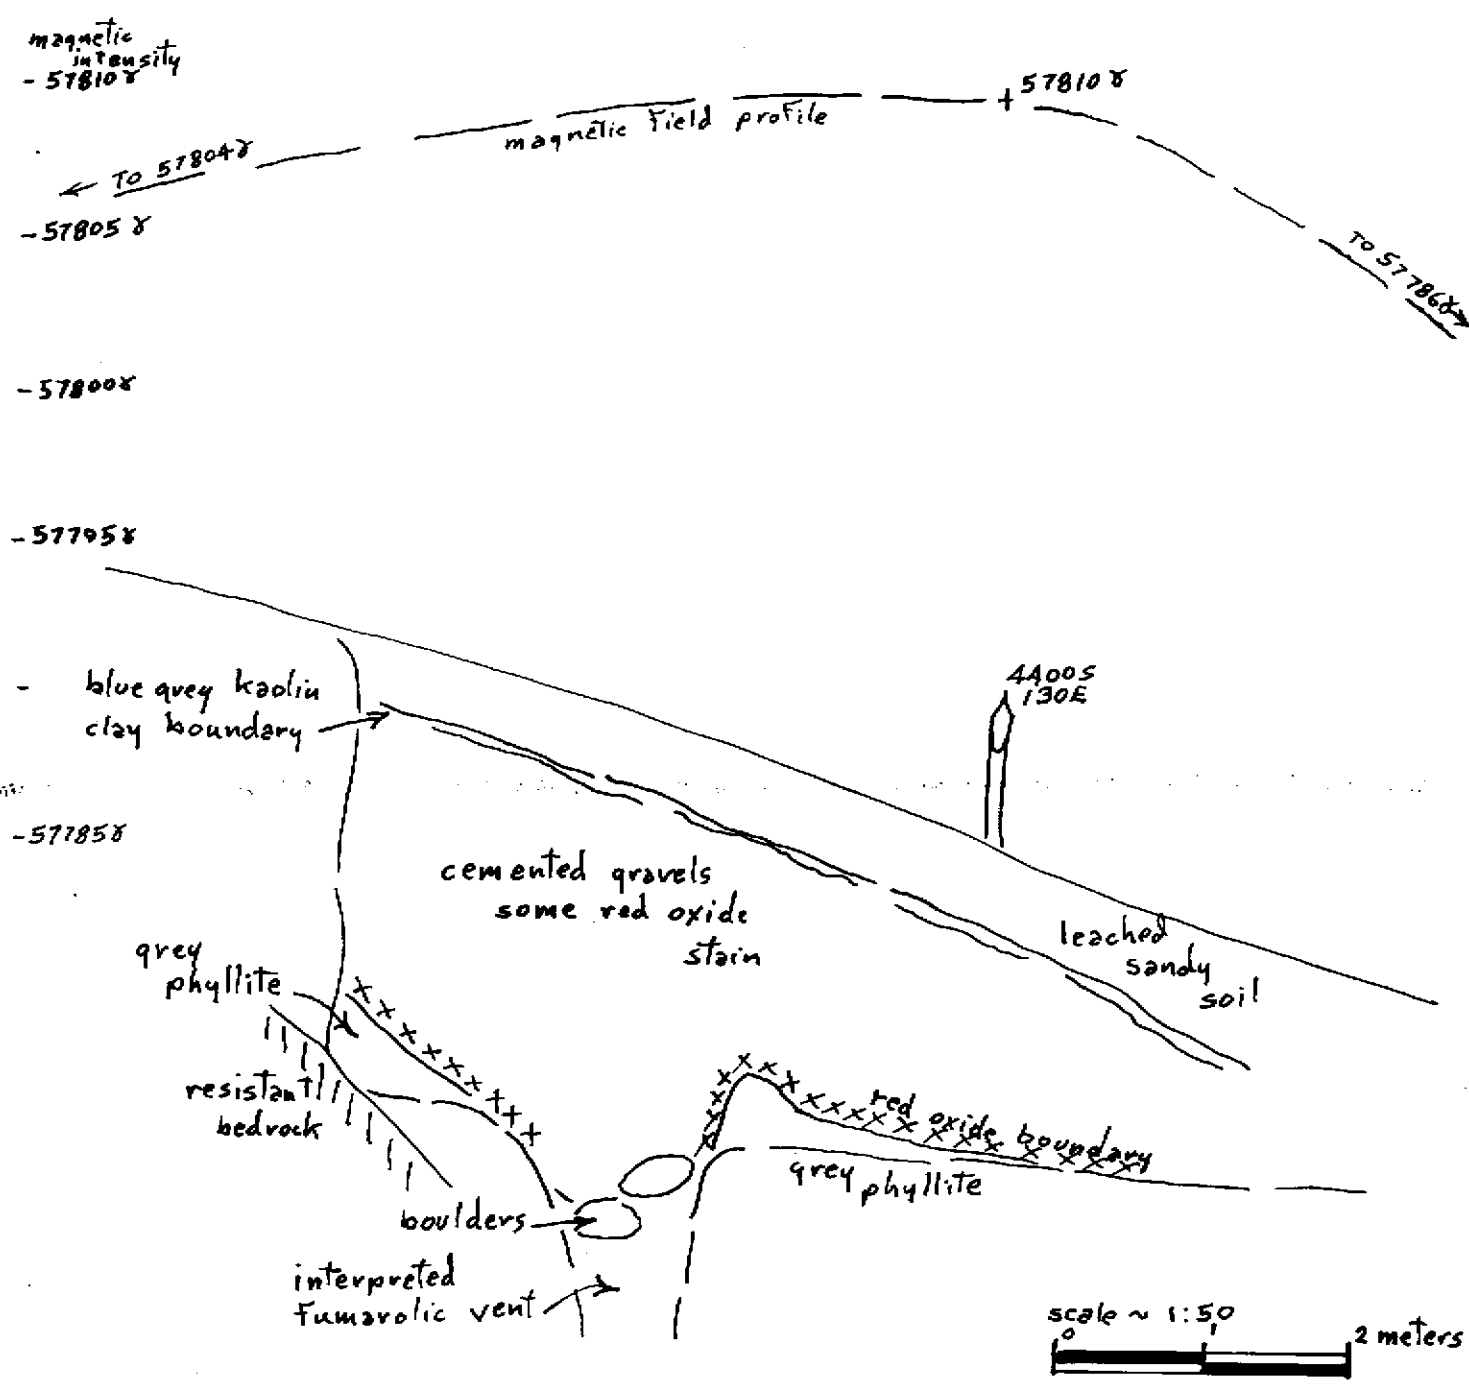 magnetic
intensity
- 57810 γ
57810 γ
magnetic field profile
TO 57804 γ
- 57805 γ
TO 57786 γ
- 57800 γ
- 57795 γ
4400S
130E
blue grey kaolin
clay boundary
- 57785 γ
cemented gravels
some red oxide
stain
leached
sandy
soil
grey
phyllite
resistant
bedrock
red oxide boundary
grey phyllite
boulders
interpreted
fumarolic vent
scale ~ 1:50
0 1 2 meters